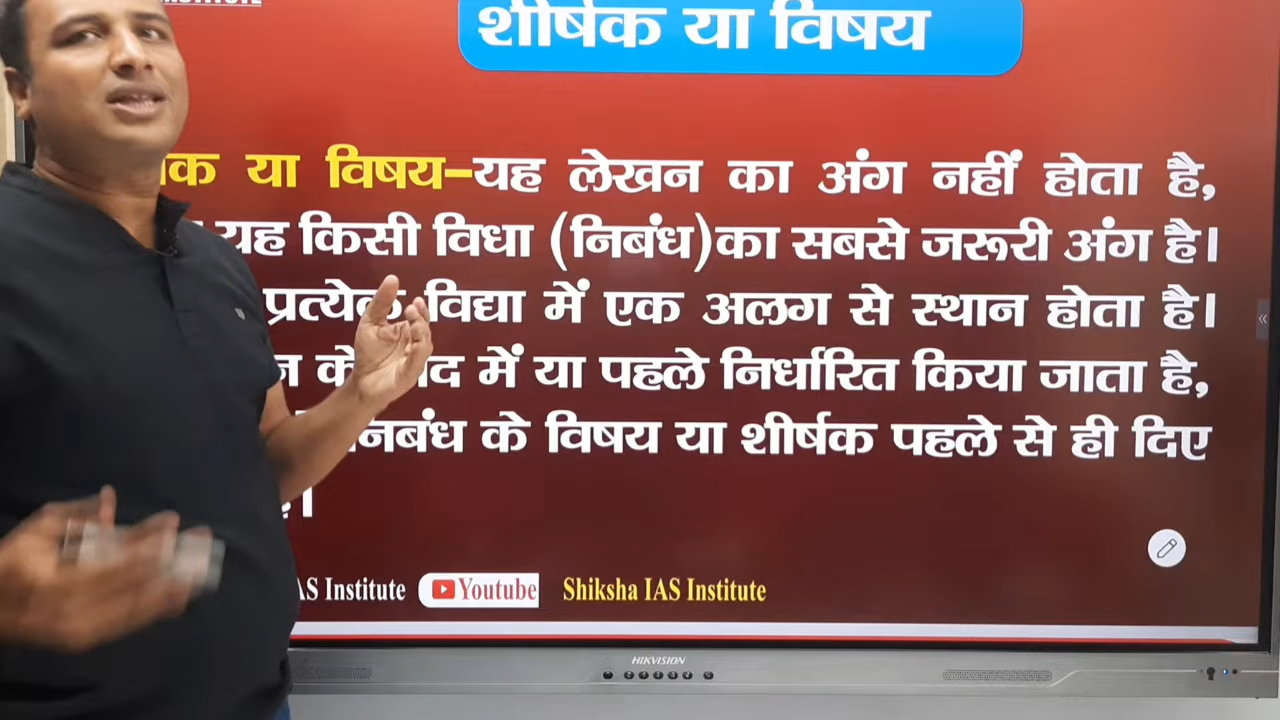 शीर्षक या विषय
या विषय-यह लेखन का अंग नहीं होता है,
यह किसी विधा (निबंध)का सबसे जरूरी अंग है।
प्रत्येक विद्या में एक अलग से स्थान होता है।
में या पहले निर्धारित किया जाता है,
के विषय या शीर्षक पहले से ही दिए
IAS Institute Youtube Shiksha IAS Institute
HIKVISION